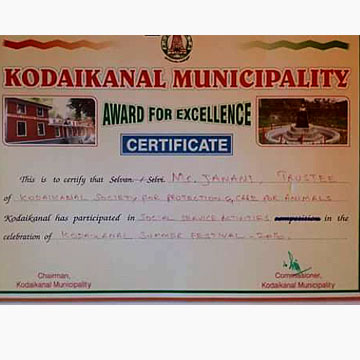 KODAIKANAL MUNICIPALITY
AWARD FOR EXCELLENCE
CERTIFICATE
This is to certify that Selvan / Selvi. Mr. JANANI, TRUSTEE
of KODAIKANAL SOCIETY FOR PROTECTION & CARE FOR ANIMALS
Kodaikanal has participated in SOCIAL SERVICE ACTIVITIES competition in the
celebration of KODAIKANAL SUMMER FESTIVAL -
Chairman,
Kodaikanal Municipality
Commissioner,
Kodaikanal Municipality